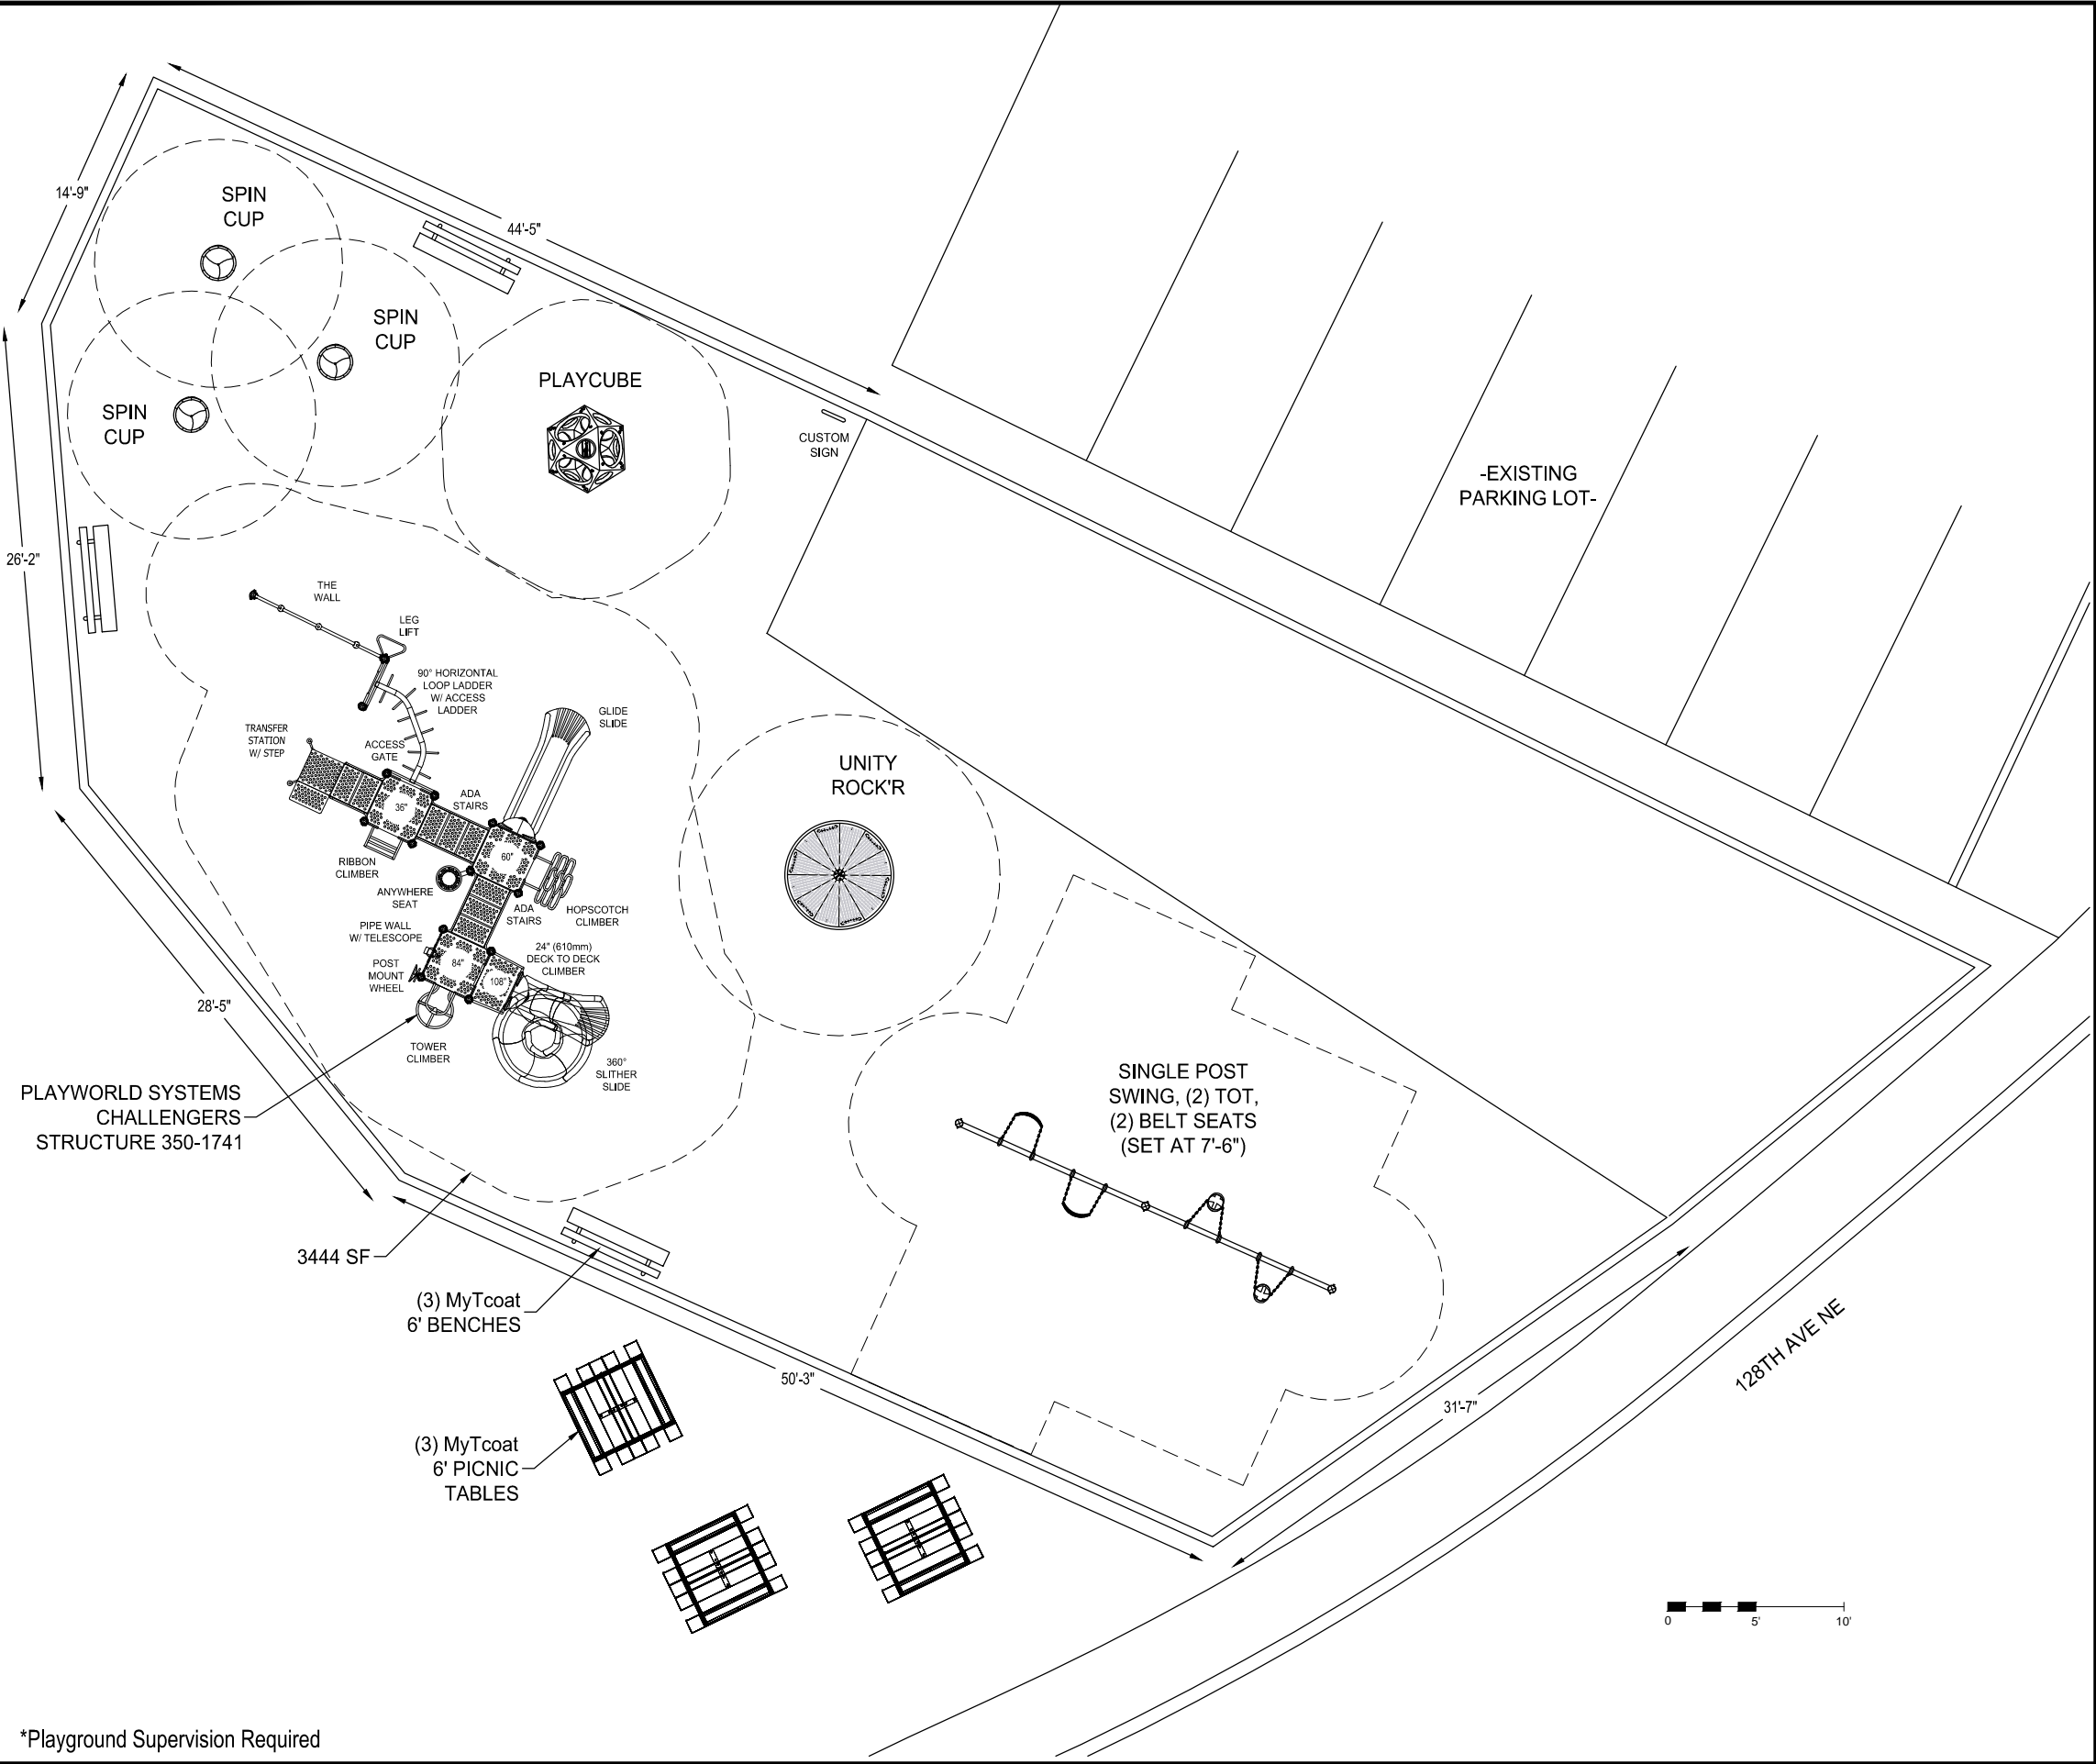 14'-9"
SPIN
CUP
44'-5"
SPIN
CUP
PLAYCUBE
SPIN
CUP
CUSTOM
SIGN
-EXISTING
PARKING LOT-
26'-2"
THE
WALL
LEG
LIFT
90° HORIZONTAL
LOOP LADDER
W/ ACCESS
LADDER
GLIDE
SLIDE
TRANSFER
STATION
W/ STEP
ACCESS
GATE
ADA
STAIRS
36"
60"
UNITY
ROCK'R
RIBBON
CLIMBER
ANYWHERE
SEAT
ADA
STAIRS
HOPSCOTCH
CLIMBER
PIPE WALL
W/ TELESCOPE
24" (610mm)
DECK TO DECK
CLIMBER
POST
MOUNT
WHEEL
84"
108"
28'-5"
TOWER
CLIMBER
360°
SLITHER
SLIDE
PLAYWORLD SYSTEMS
CHALLENGERS
STRUCTURE 350-1741
SINGLE POST
SWING, (2) TOT,
(2) BELT SEATS
(SET AT 7'-6")
3444 SF
(3) MyTcoat
6' BENCHES
50'-3"
31'-7"
128TH AVE NE
(3) MyTcoat
6' PICNIC
TABLES
0 5' 10'
*Playground Supervision Required